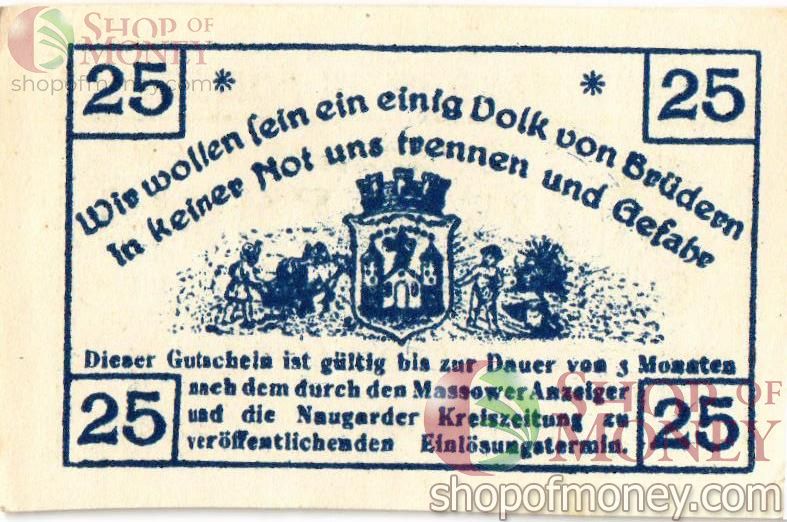 SHOP OF
MONEY
shopofmoney.com
25 * * 25
Wir wollen sein ein einig Volk von Brüdern
In keiner Not uns trennen und Gefahr
Dieser Gutschein ist gültig bis zur Dauer von 3 Monaten
nach dem durch den Massower Anzeiger
und die Naugarder Kreiszeitung zu
veröffentlichenden Einlösungstermin.
25 25
SHOP OF
MONEY
shopofmoney.com